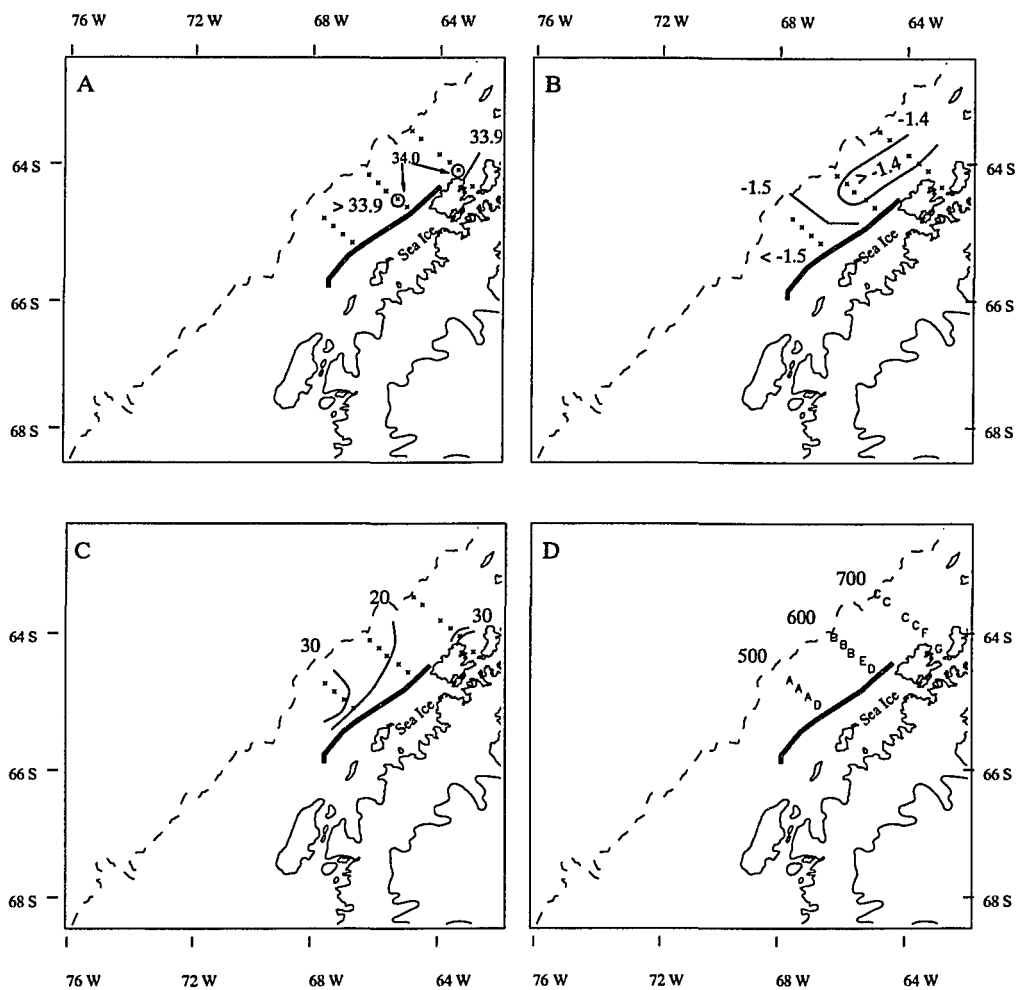 76 W 72 W 68 W 64 W 76 W 72 W 68 W 64 W
A
33.9
34.0
> 33.9
Sea Ice
64 S
66 S
68 S
B
-1.4
> -1.4
-1.5
< -1.5
Sea Ice
64 S
66 S
68 S
C
20
30
30
Sea Ice
64 S
66 S
68 S
D
700
C C
600
C C F G
B B B E D
500
A A A D
Sea Ice
64 S
66 S
68 S
76 W 72 W 68 W 64 W 76 W 72 W 68 W 64 W